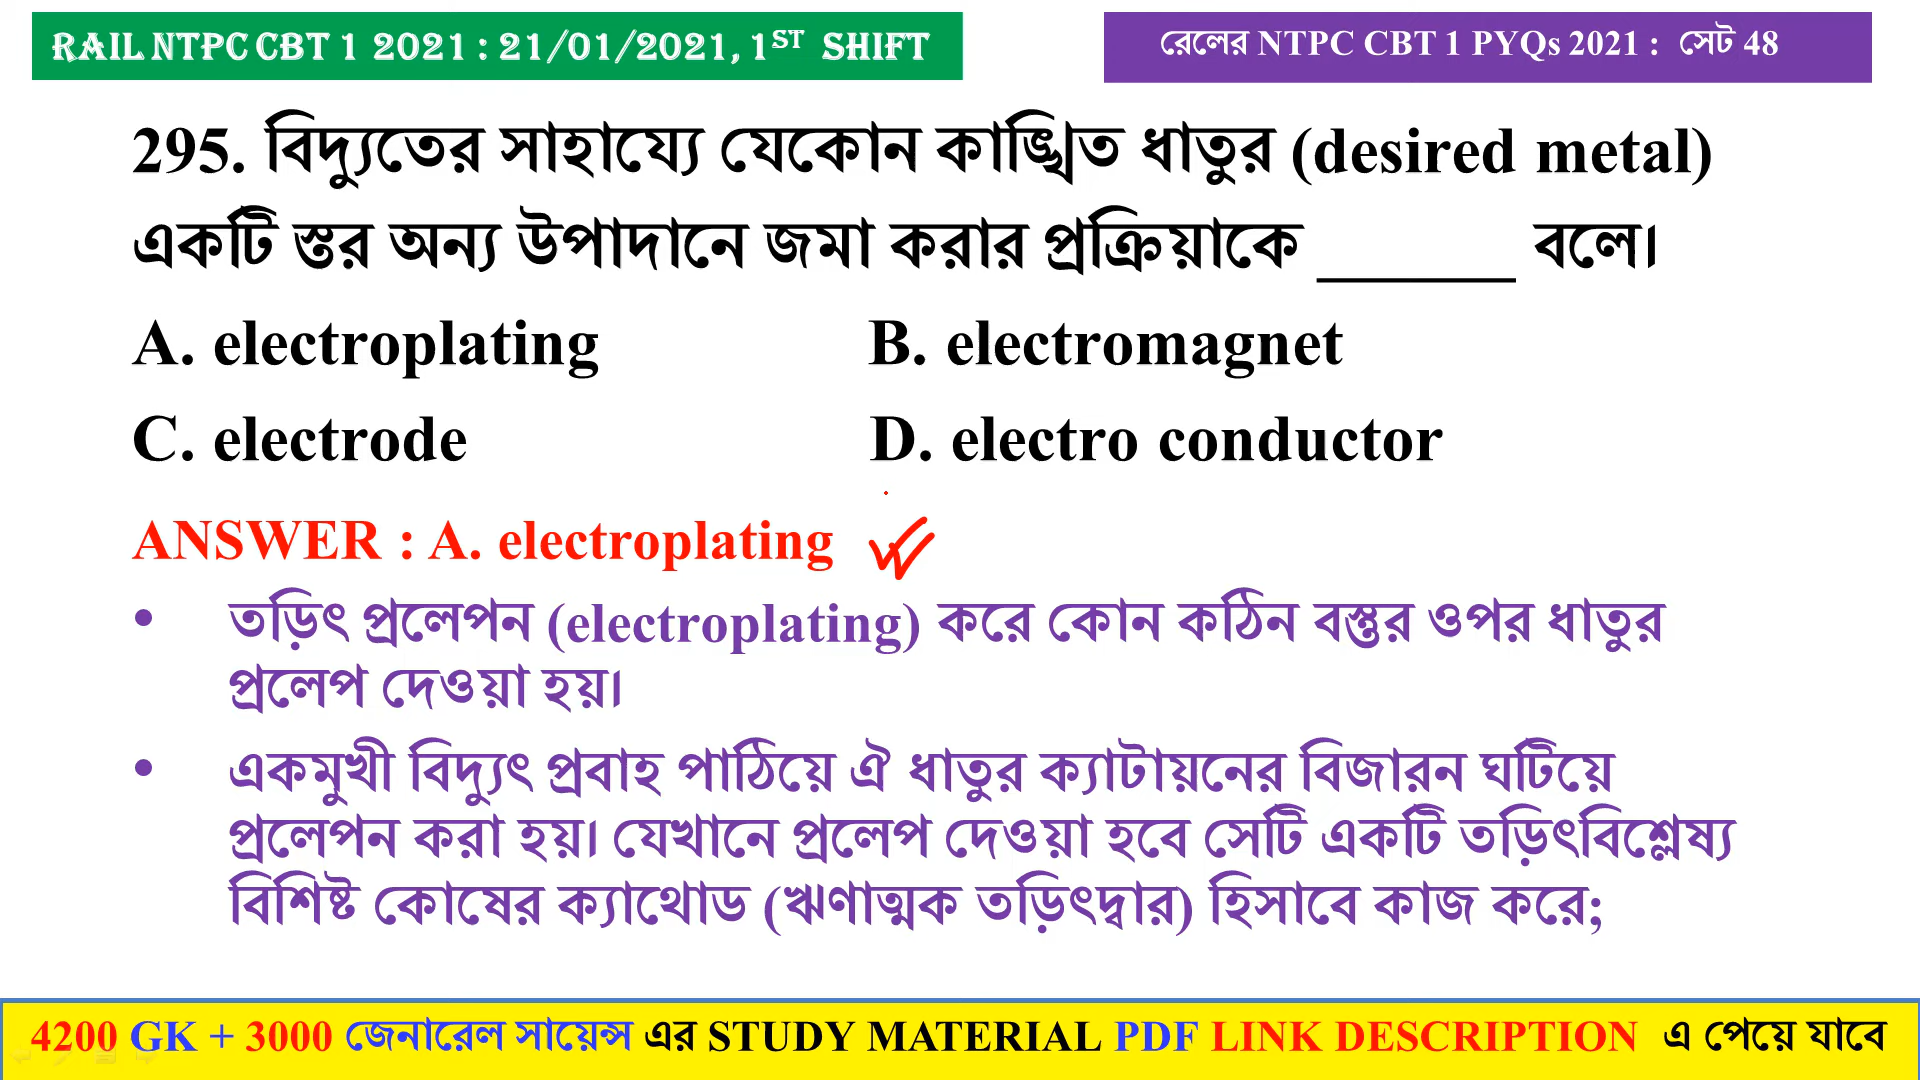 RAIL NTPC CBT 1 2021 : 21/01/2021, 1ST SHIFT
রেলের NTPC CBT 1 PYQs 2021 : সেট 48
295. বিদ্যুতের সাহায্যে যেকোন কাঙ্খিত ধাতুর (desired metal)
একটি স্তর অন্য উপাদানে জমা করার প্রক্রিয়াকে ______ বলে।
A. electroplating B. electromagnet
C. electrode D. electro conductor
ANSWER : A. electroplating
• তড়িৎ প্রলেপন (electroplating) করে কোন কঠিন বস্তুর ওপর ধাতুর
প্রলেপ দেওয়া হয়।
• একমুখী বিদ্যুৎ প্রবাহ পাঠিয়ে ঐ ধাতুর ক্যাটায়নের বিজারন ঘটিয়ে
প্রলেপন করা হয়। যেখানে প্রলেপ দেওয়া হবে সেটি একটি তড়িৎবিশ্লেষ্য
বিশিষ্ট কোষের ক্যাথোড (ঋণাত্মক তড়িৎদ্বার) হিসাবে কাজ করে;
4200 GK + 3000 জেনারেল সায়েন্স এর STUDY MATERIAL PDF LINK DESCRIPTION এ পেয়ে যাবে